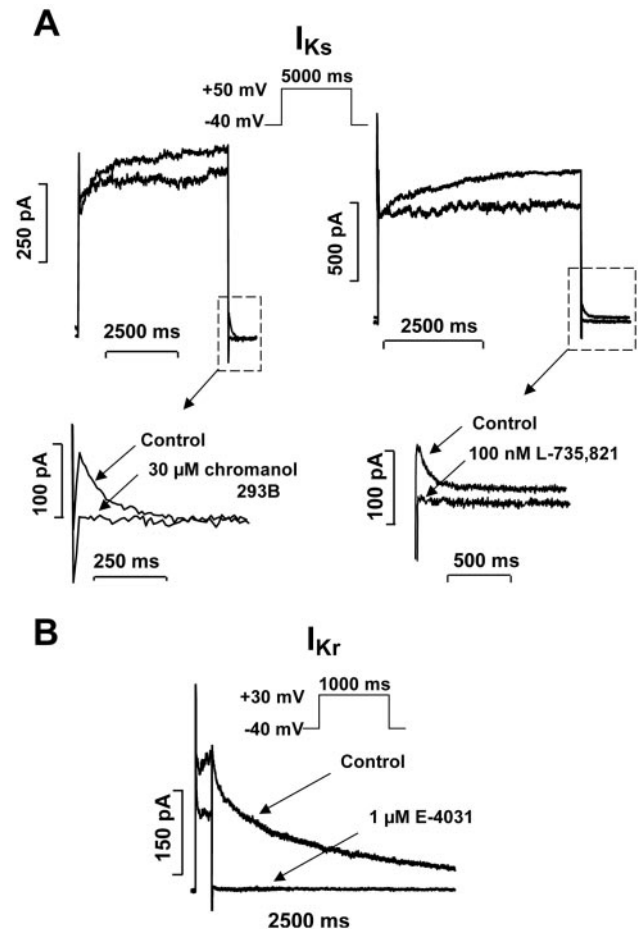 A
I_Ks
5000 ms
+50 mV
-40 mV
250 pA
500 pA
2500 ms
2500 ms
Control
30 µM chromanol
293B
100 pA
250 ms
Control
100 nM L-735,821
100 pA
500 ms
B
I_Kr
1000 ms
+30 mV
-40 mV
Control
1 µM E-4031
150 pA
2500 ms